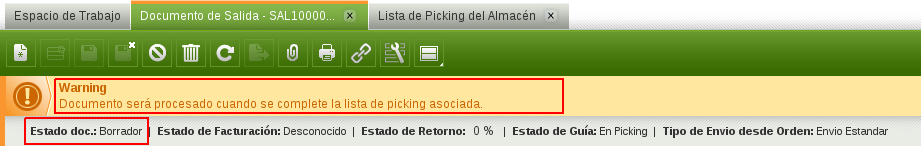 Espacio de Trabajo
Documento de Salida - SAL10000...
Lista de Picking del Almacén
Warning
Documento será procesado cuando se complete la lista de picking asociada.
Estado doc.: Borrador | Estado de Facturación: Desconocido | Estado de Retorno: 0 % | Estado de Guía: En Picking | Tipo de Envio desde Orden: Envio Estandar